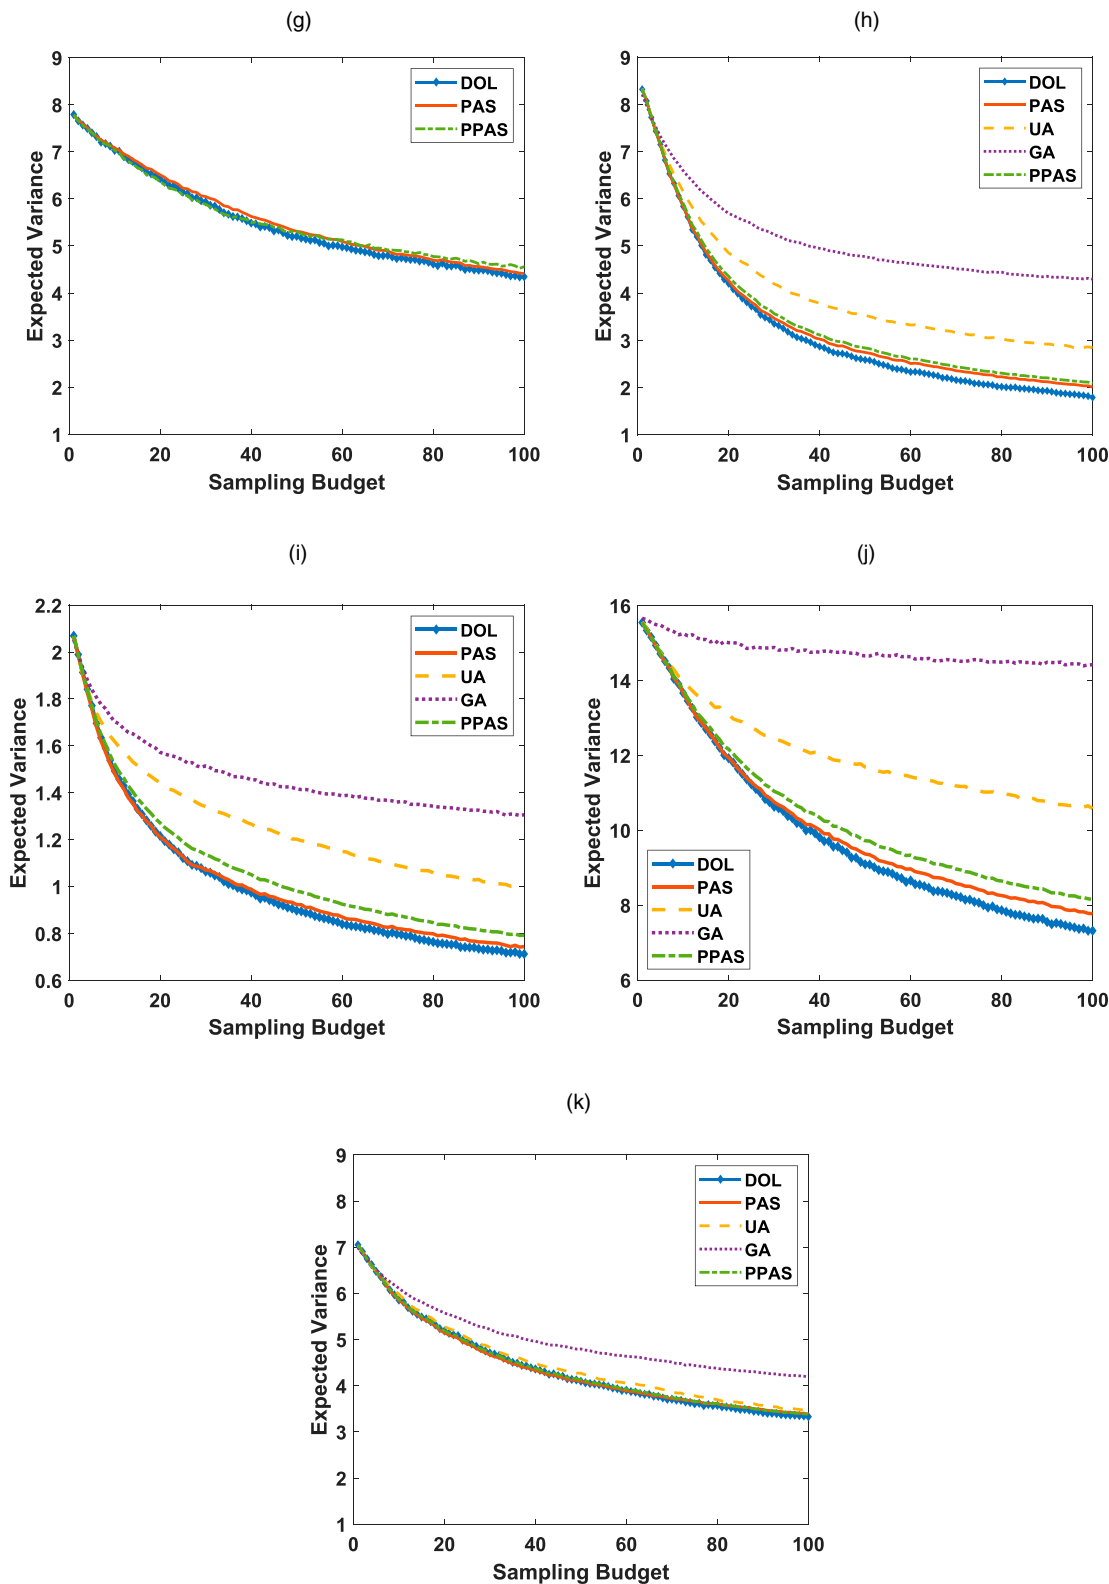 (g)
9
8
7
6
5
4
3
2
1
Expected Variance
DOL
PAS
PPAS
0 20 40 60 80 100
Sampling Budget
(h)
9
8
7
6
5
4
3
2
1
Expected Variance
DOL
PAS
UA
GA
PPAS
0 20 40 60 80 100
Sampling Budget
(i)
2.2
2
1.8
1.6
1.4
1.2
1
0.8
0.6
Expected Variance
DOL
PAS
UA
GA
PPAS
0 20 40 60 80 100
Sampling Budget
(j)
16
14
12
10
8
6
Expected Variance
DOL
PAS
UA
GA
PPAS
0 20 40 60 80 100
Sampling Budget
(k)
9
8
7
6
5
4
3
2
1
Expected Variance
DOL
PAS
UA
GA
PPAS
0 20 40 60 80 100
Sampling Budget